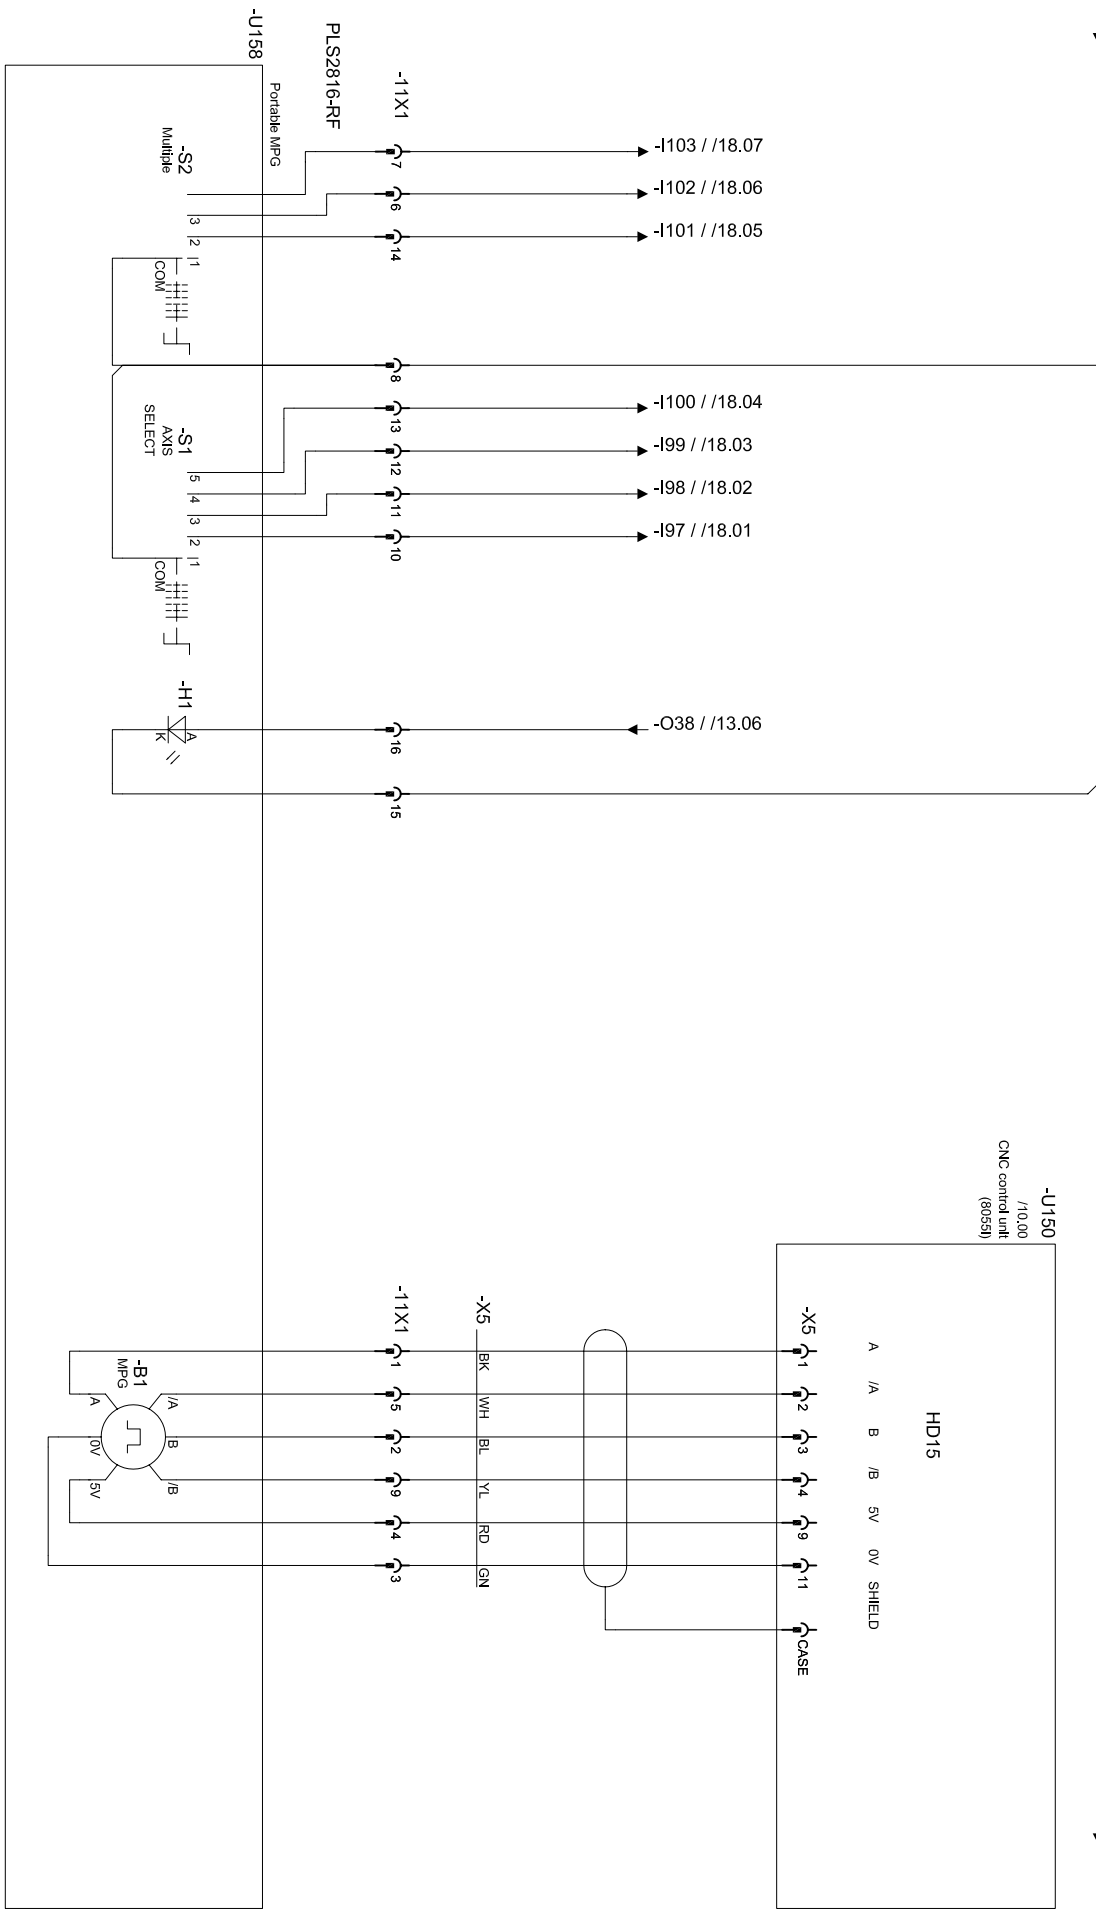 -U158
Portable MPG
PLS2816-RF
-11X1
-S2
Multiple
3
2
1
COM
7
6
14
-I103 / /18.07
-I102 / /18.06
-I101 / /18.05
8
-S1
AXIS
SELECT
5
4
3
2
1
COM
13
12
11
10
-I100 / /18.04
-I99 / /18.03
-I98 / /18.02
-I97 / /18.01
-H1
A
K
16
15
-O38 / /13.06
-U150
/10.00
CNC control unit
(8055i)
HD15
A
/A
B
/B
5V
0V
SHIELD
-X5
1
2
3
4
9
11
CASE
-X5
BK
WH
BL
YL
RD
GN
-11X1
1
5
2
9
4
3
-B1
MPG
/A
B
/B
A
0V
5V